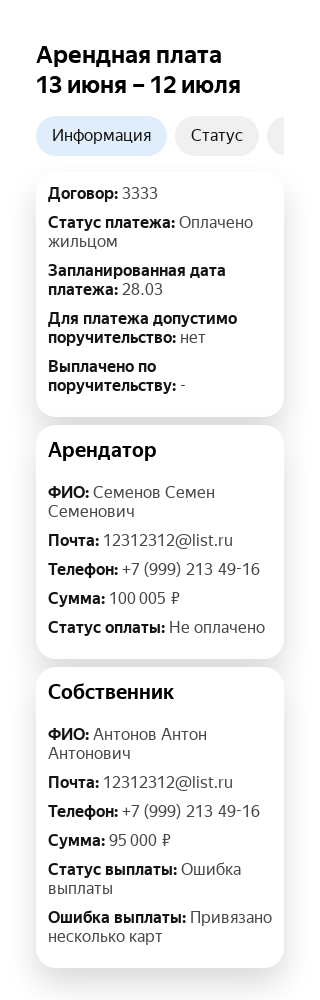 Арендная плата
13 июня – 12 июля
Информация
Статус
Договор: 3333
Статус платежа: Оплачено
жильцом
Запланированная дата
платежа: 28.03
Для платежа допустимо
поручительство: нет
Выплачено по
поручительству: -
Арендатор
ФИО: Семенов Семен
Семенович
Почта: 12312312@list.ru
Телефон: +7 (999) 213 49-16
Сумма: 100 005 ₽
Статус оплаты: Не оплачено
Собственник
ФИО: Антонов Антон
Антонович
Почта: 12312312@list.ru
Телефон: +7 (999) 213 49-16
Сумма: 95 000 ₽
Статус выплаты: Ошибка
выплаты
Ошибка выплаты: Привязано
несколько карт